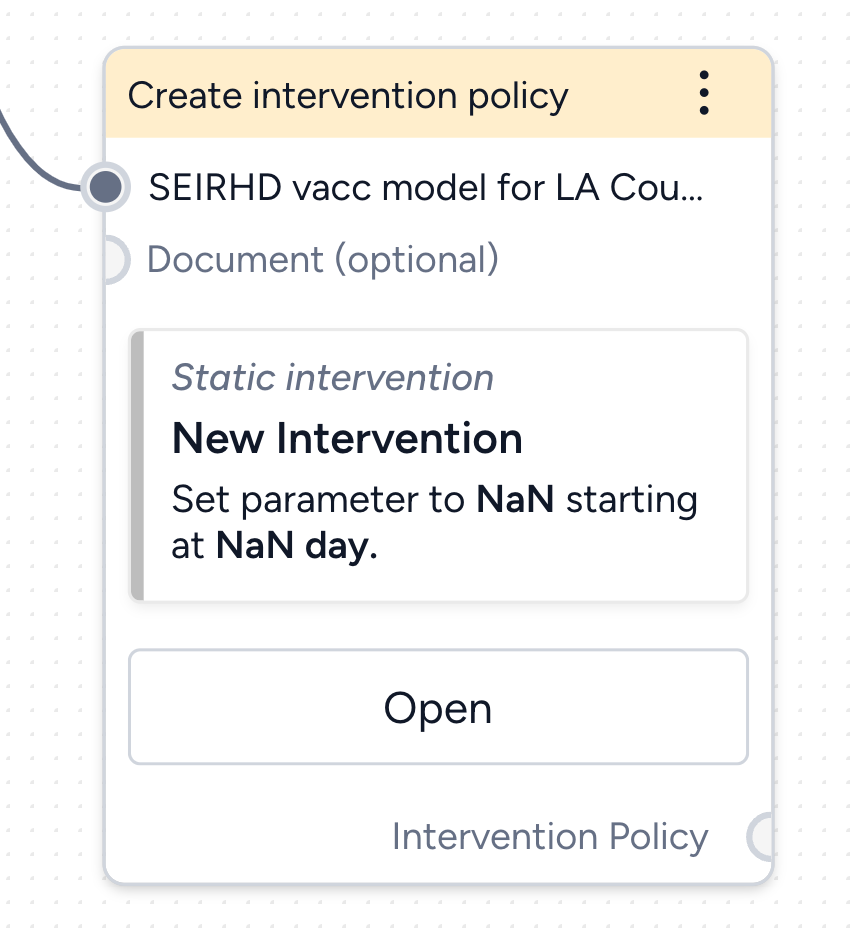 Create intervention policy
SEIRHD vacc model for LA Cou...
Document (optional)
Static intervention
New Intervention
Set parameter to NaN starting
at NaN day.
Open
Intervention Policy